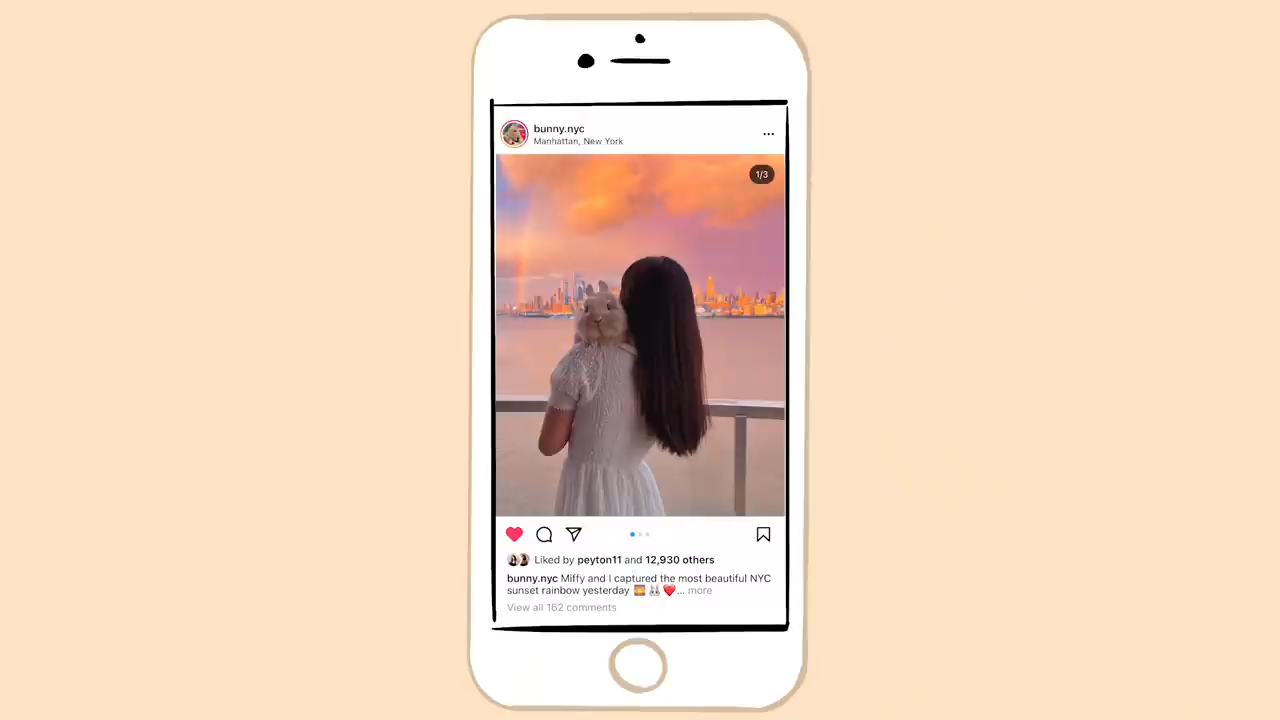 bunny.nyc
Manhattan, New York
1/3
Liked by peyton11 and 12,930 others
bunny.nyc Miffy and I captured the most beautiful NYC
sunset rainbow yesterday 🌅🐰❤️... more
View all 162 comments